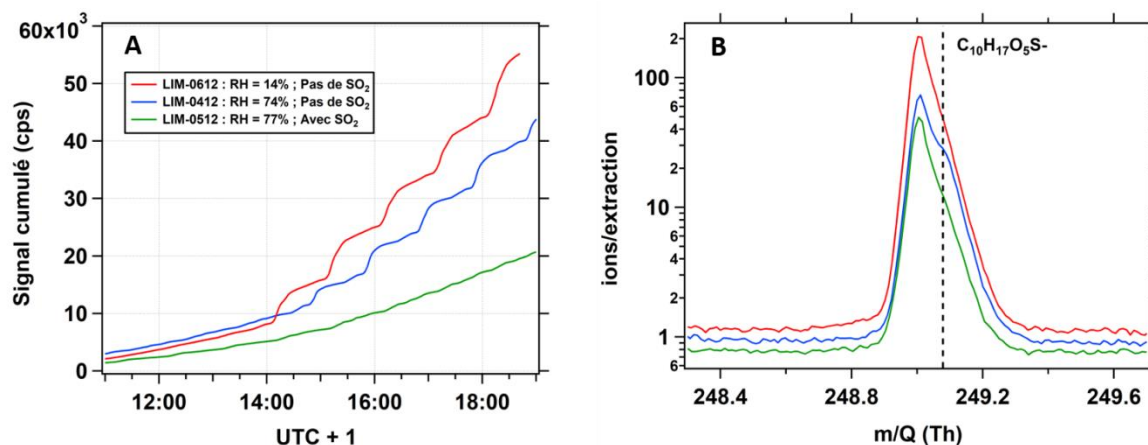 60x10³
A
LIM-0612 : RH = 14% ; Pas de SO₂
LIM-0412 : RH = 74% ; Pas de SO₂
LIM-0512 : RH = 77% ; Avec SO₂
50
40
30
20
10
0
Signal cumulé (cps)
12:00 14:00 16:00 18:00
UTC + 1
B
C₁₀H₁₇O₅S-
2
100
6
4
2
10
6
4
2
1
8
6
ions/extraction
248.4 248.8 249.2 249.6
m/Q (Th)